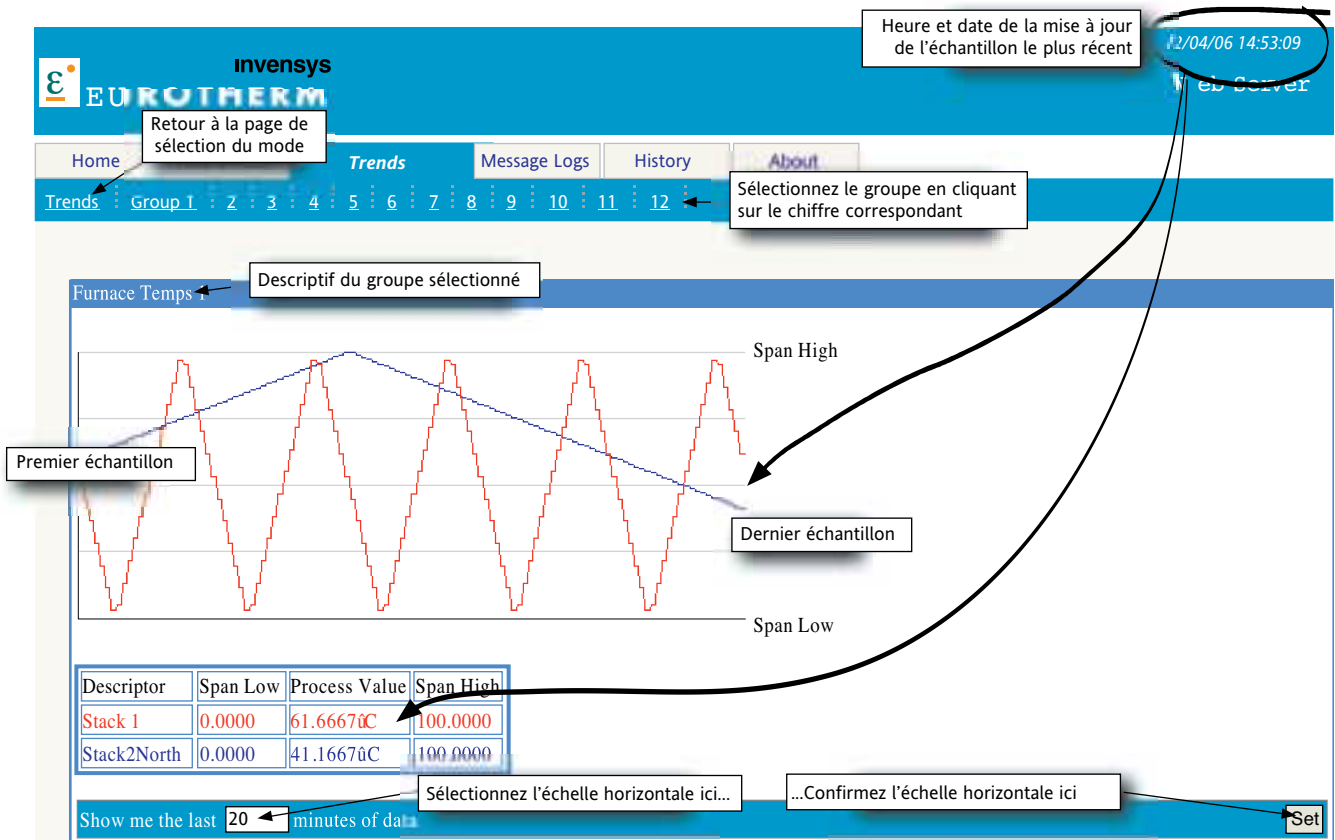 Heure et date de la mise à jour
de l'échantillon le plus récent
2/04/06 14:53:09
invensys
EUROTHERM
Web Server
Retour à la page de
sélection du mode
Home
Trends
Message Logs
History
About
Trends
Group 1
2
3
4
5
6
7
8
9
10
11
12
Sélectionnez le groupe en cliquant
sur le chiffre correspondant
Furnace Temps 1
Descriptif du groupe sélectionné
Span High
Premier échantillon
Dernier échantillon
Span Low
Descriptor Span Low Process Value Span High
Stack 1 0.0000 61.6667ûC 100.0000
Stack2North 0.0000 41.1667ûC 100.0000
Sélectionnez l'échelle horizontale ici...
...Confirmez l'échelle horizontale ici
Show me the last 20 minutes of data
Set